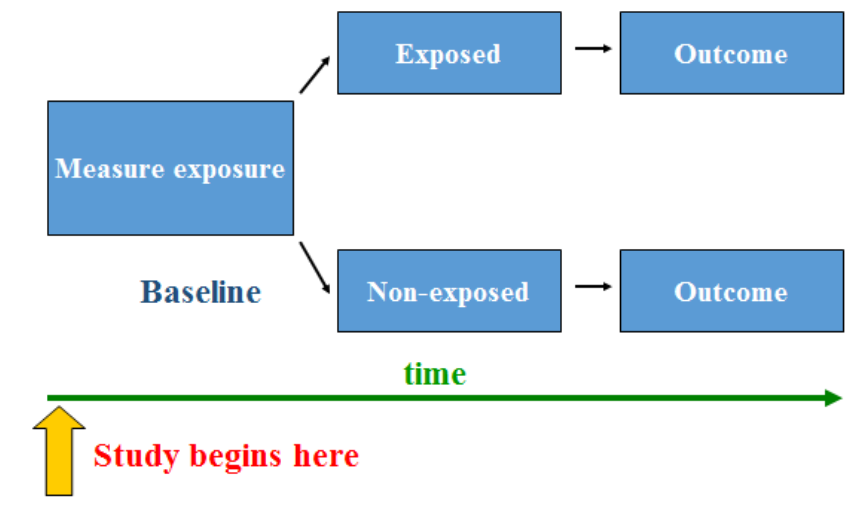 Exposed
Outcome
Measure exposure
Baseline
Non-exposed
Outcome
time
Study begins here